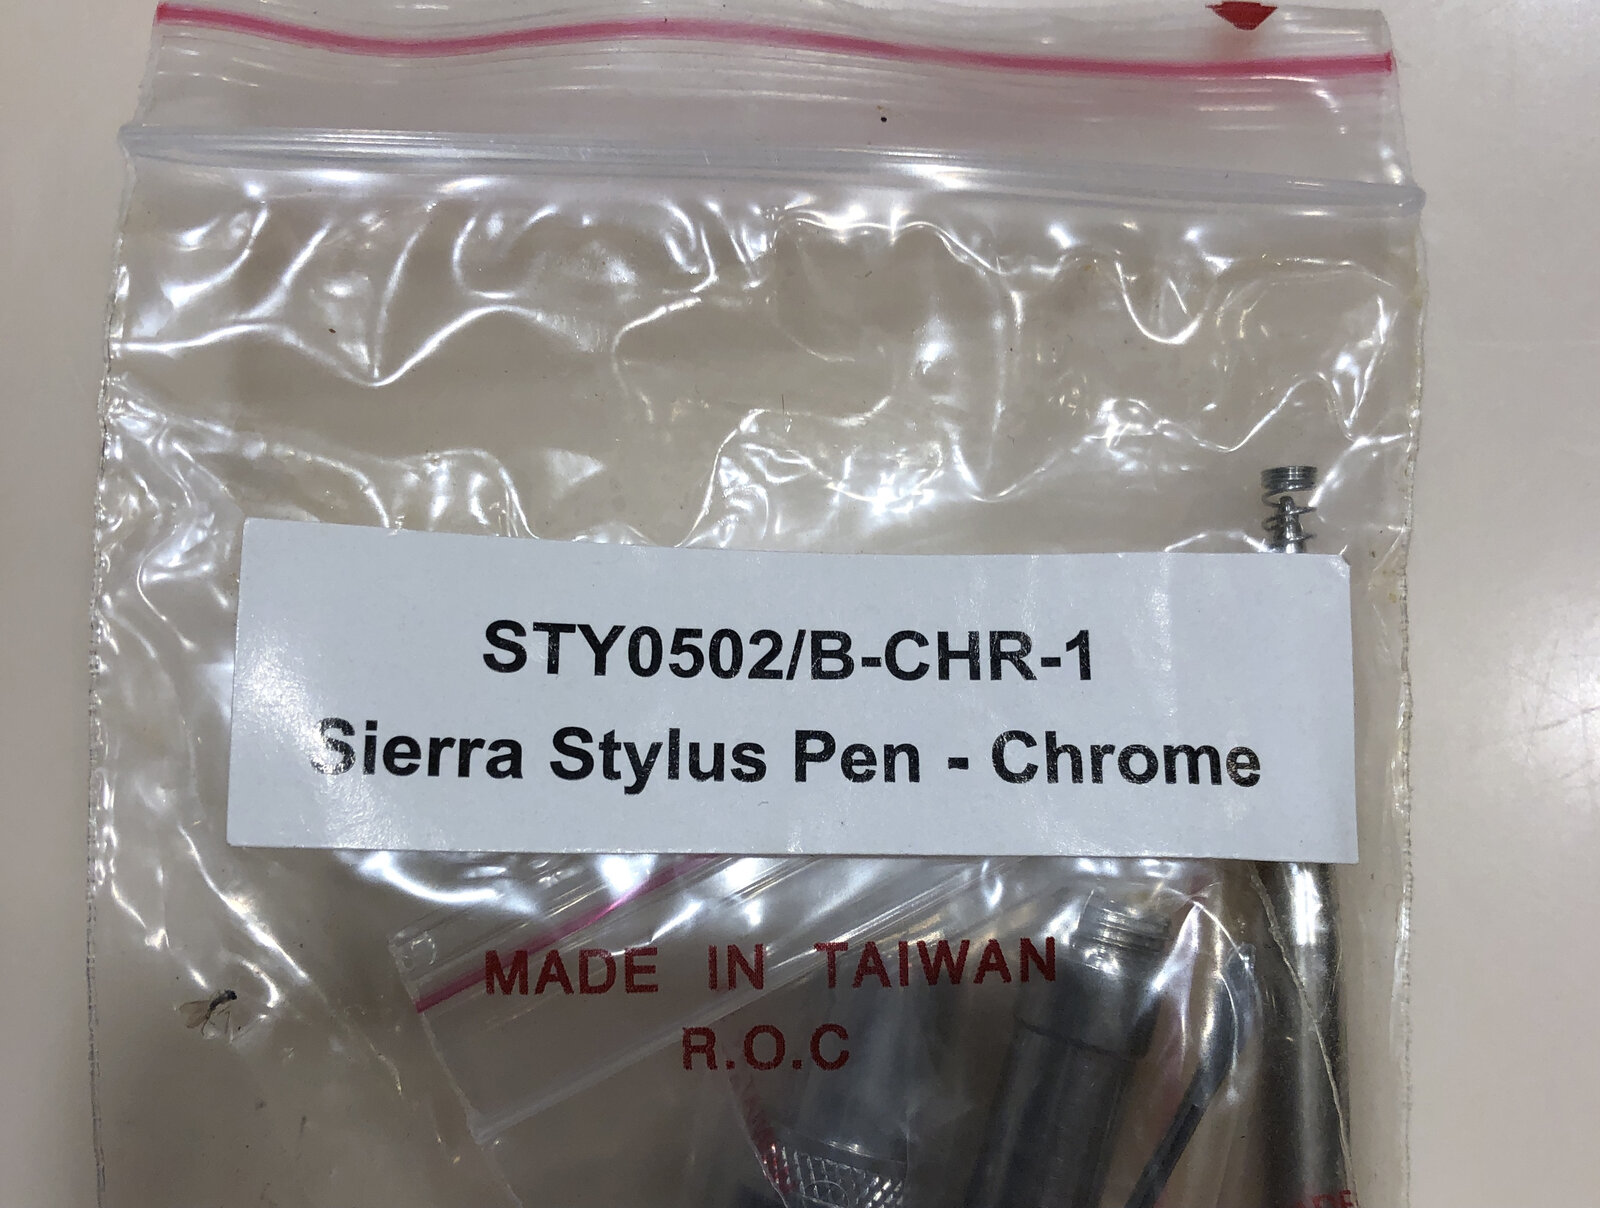 STY0502/B-CHR-1
Sierra Stylus Pen - Chrome
MADE IN TAIWAN
R.O.C